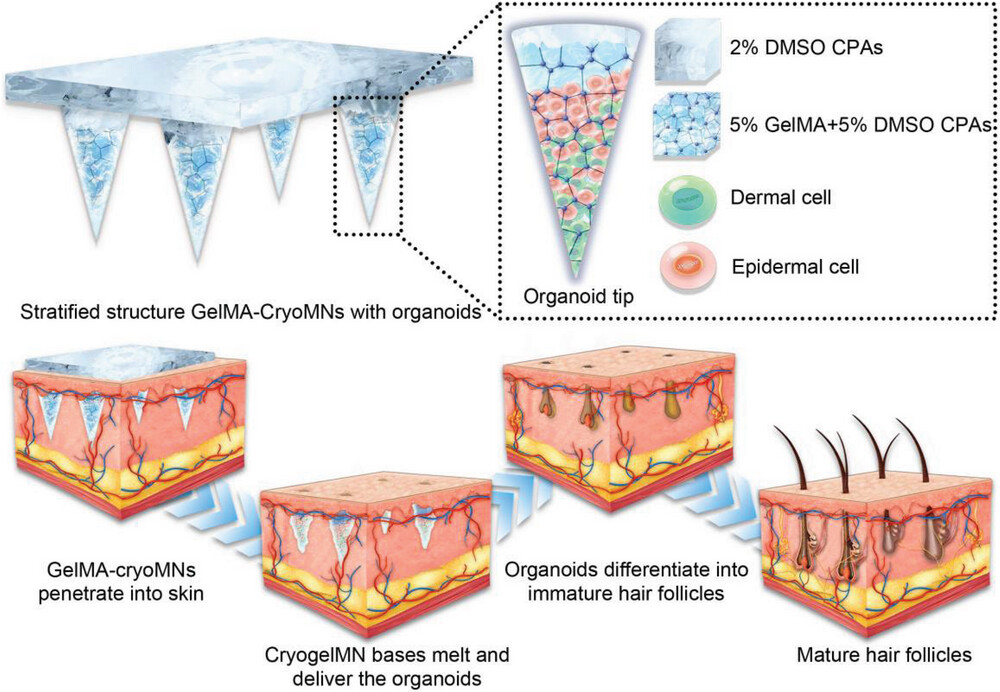 2% DMSO CPAs
5% GelMA+5% DMSO CPAs
Dermal cell
Epidermal cell
Organoid tip
Stratified structure GelMA-CryoMNs with organoids
GelMA-cryoMNs
penetrate into skin
CryogelMN bases melt and
deliver the organoids
Organoids differentiate into
immature hair follicles
Mature hair follicles